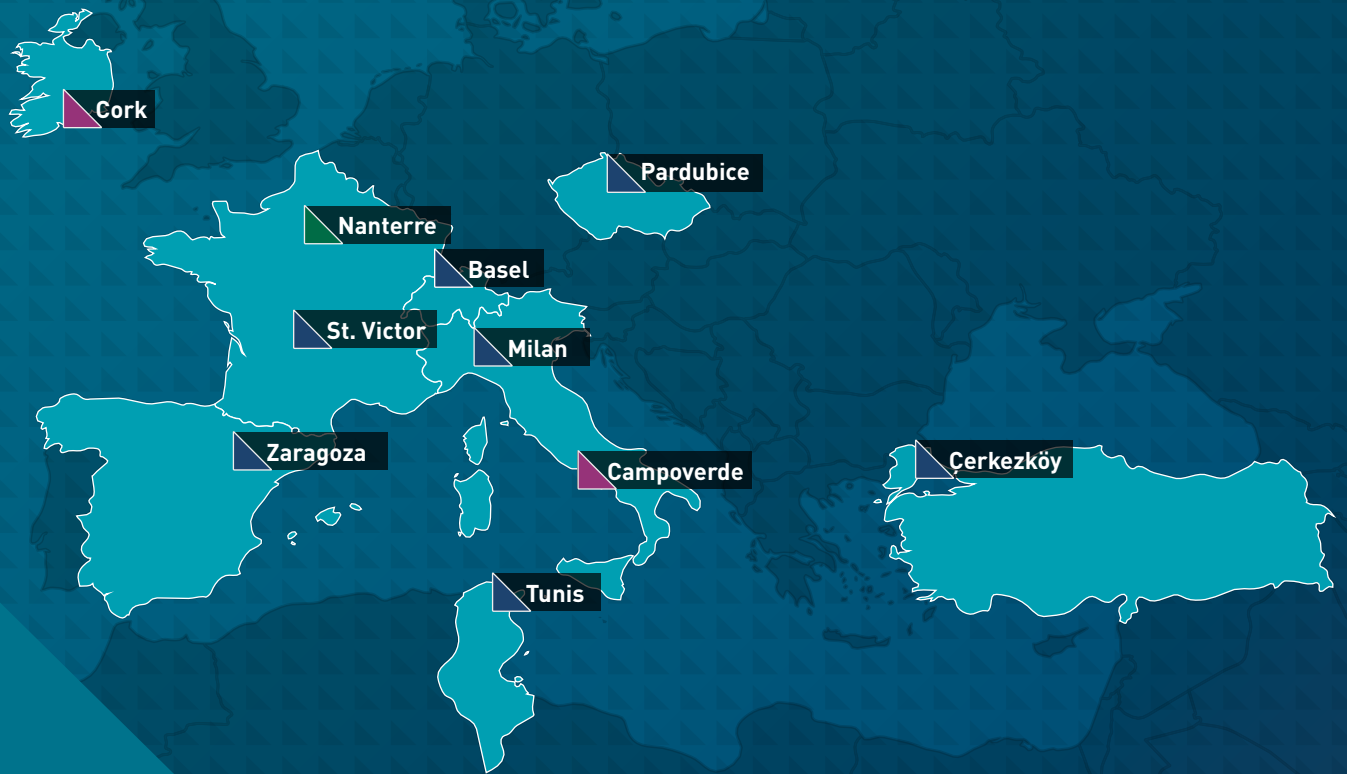 Cork
Pardubice
Nanterre
Basel
St. Victor
Milan
Zaragoza
Campoverde
Çerkezköy
Tunis